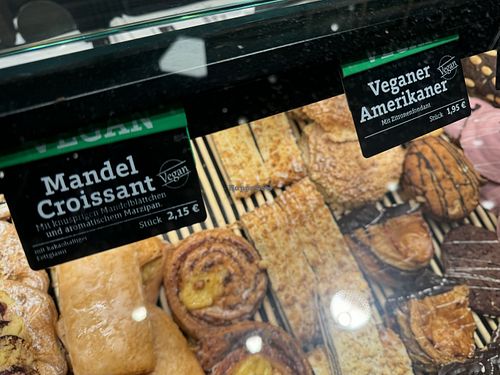 VEGAN
Mandel
Croissant
Vegan
Mit knusprigen Mandelblättchen
und aromatischem Marzipan.
mit kakaohaltiger
Fettglasur
Stück 2,15 €
Veganer
Amerikaner
Vegan
Mit Zitronenfondant
Stück 1,95 €